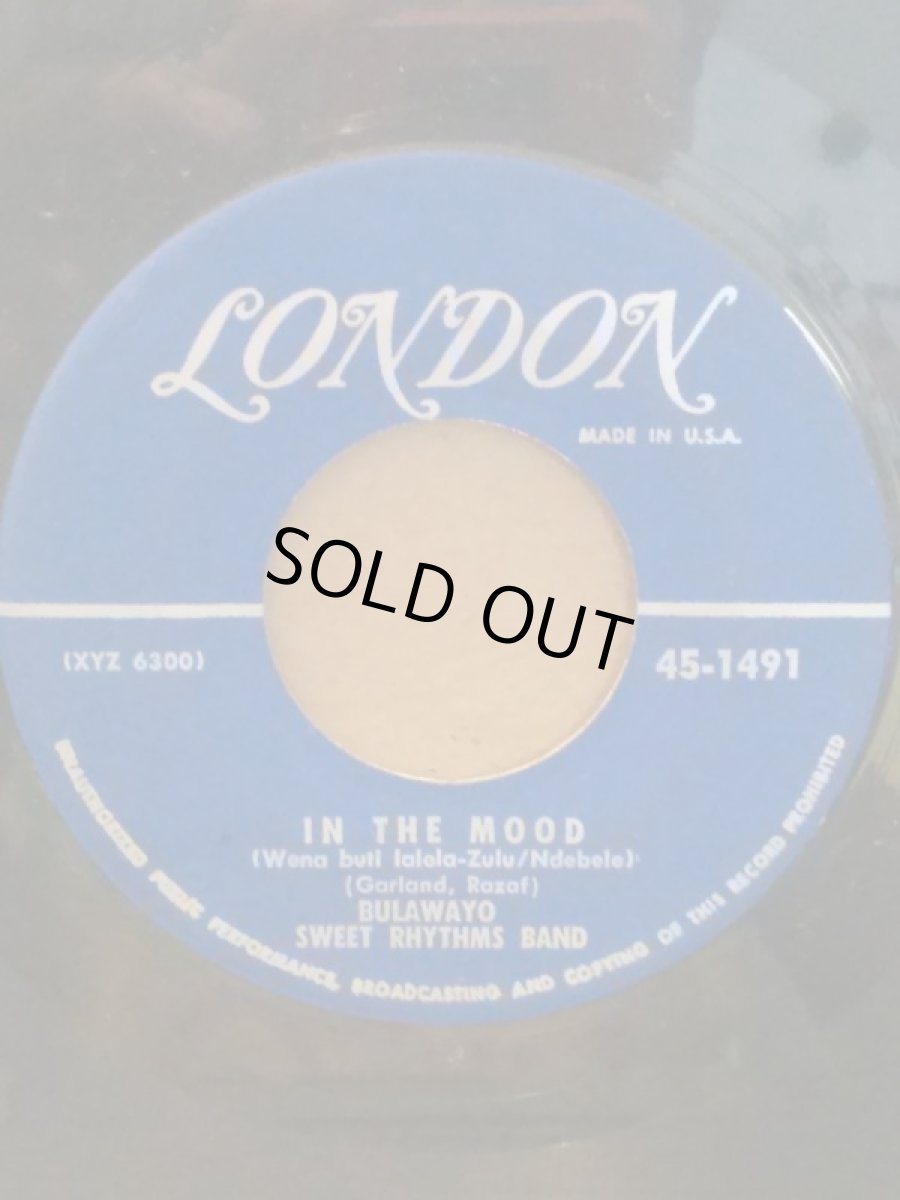 LONDON
MADE IN U.S.A.
SOLD OUT
(XYZ 6300)
45-1491
IN THE MOOD
(Wena buti lalela-Zulu/Ndebele)
(Garland, Razaf)
BULAWAYO
SWEET RHYTHMS BAND
UNAUTHORIZED PUBLIC PERFORMANCE, BROADCASTING AND COPYING OF THIS RECORD PROHIBITED